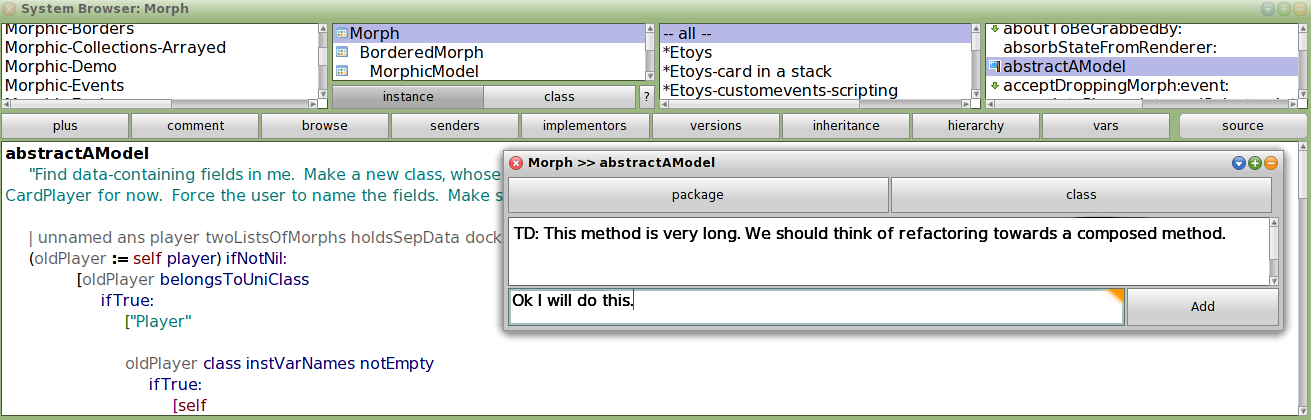 System Browser: Morph
Morphic-Borders
Morphic-Collections-Arrayed
Morphic-Demo
Morphic-Events
Morph
BorderedMorph
MorphicModel
instance
class
?
-- all --
*Etoys
*Etoys-card in a stack
*Etoys-customevents-scripting
aboutToBeGrabbedBy:
absorbStateFromRenderer:
abstractAModel
acceptDroppingMorph:event:
plus
comment
browse
senders
implementors
versions
inheritance
hierarchy
vars
source
abstractAModel
"Find data-containing fields in me.  Make a new class, whose
CardPlayer for now.  Force the user to name the fields.  Make s
| unnamed ans player twoListsOfMorphs holdsSepData dock
(oldPlayer := self player) ifNotNil:
[oldPlayer belongsToUniClass
ifTrue:
["Player"
oldPlayer class instVarNames notEmpty
ifTrue:
[self
Morph >> abstractAModel
package
class
TD: This method is very long. We should think of refactoring towards a composed method.
Ok I will do this.
Add